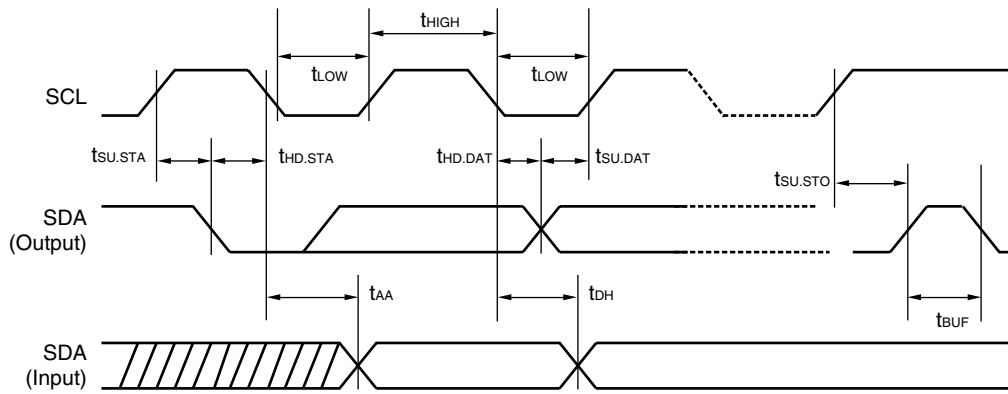 tHIGH
tLOW
tLOW
SCL
tSU.STA
tHD.STA
tHD.DAT
tSU.DAT
tSU.STO
SDA
(Output)
tAA
tDH
tBUF
SDA
(Input)